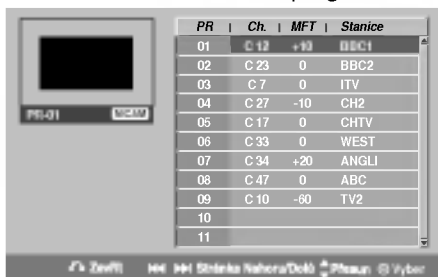 PR | Ch. | MFT | Stanice
01 C 12 +10 BBC1
02 C 23 0 BBC2
03 C 7 0 ITV
04 C 27 -10 CH2
05 C 17 0 CHTV
06 C 33 0 WEST
07 C 34 +20 ANGLI
08 C 47 0 ABC
09 C 10 -60 TV2
10
11
PR-01
Zavřít Stránka Nahoru/Dolů Přesun Výber